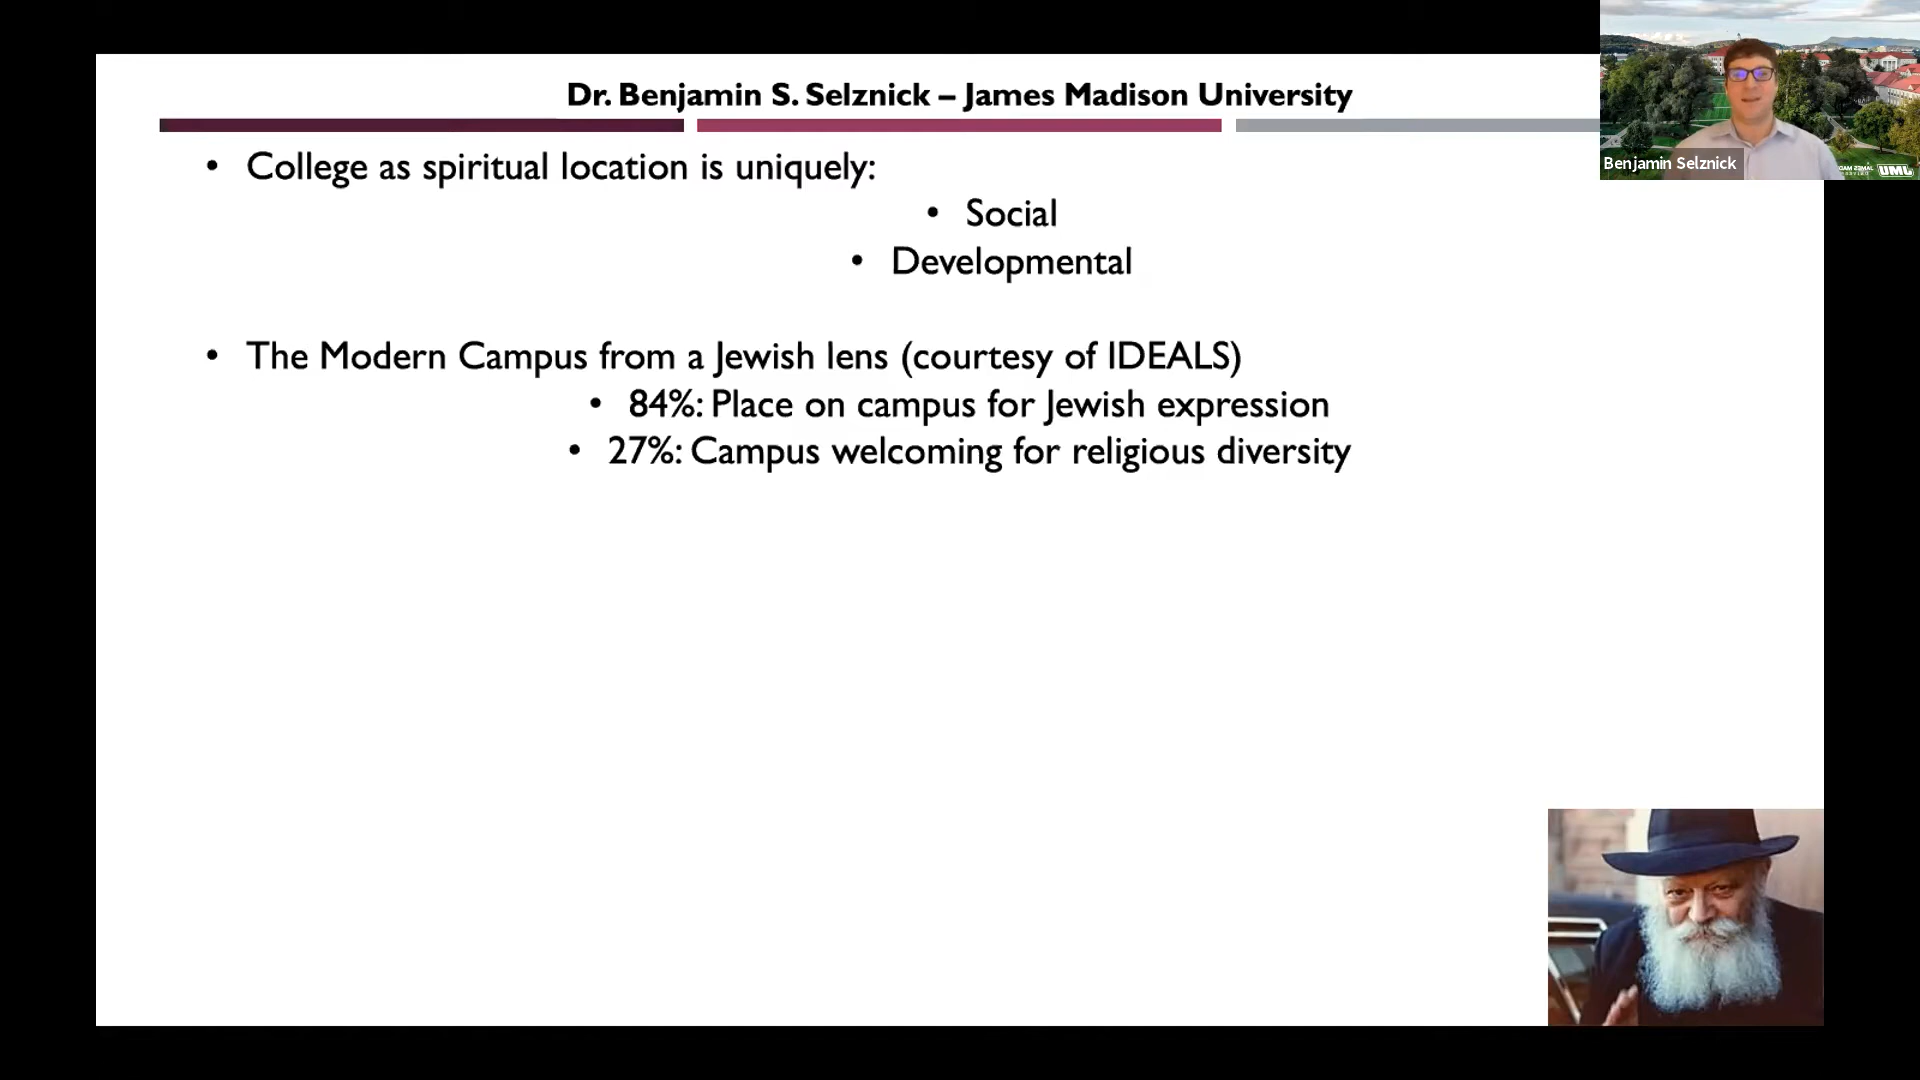 Dr. Benjamin S. Selznick – James Madison University
• College as spiritual location is uniquely:
• Social
• Developmental
• The Modern Campus from a Jewish lens (courtesy of IDEALS)
• 84%: Place on campus for Jewish expression
• 27%: Campus welcoming for religious diversity
Benjamin Selznick
JMU